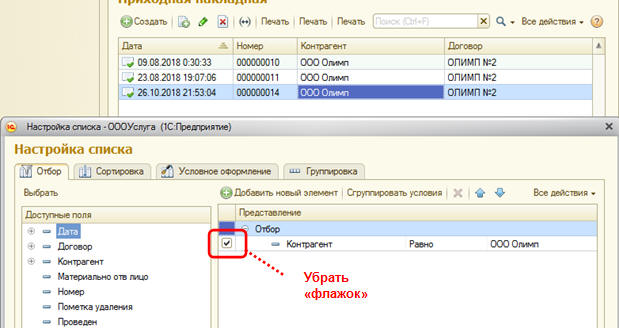 Приходная накладная
Создать Печать Печать Печать Поиск (Ctrl+F) Все действия
Дата Номер Контрагент Договор
09.08.2018 0:30:33 000000010 ООО Олимп ОЛИМП №2
23.08.2018 19:07:06 000000011 ООО Олимп ОЛИМП №2
26.10.2018 21:53:04 000000014 ООО Олимп ОЛИМП №2
Настройка списка - ОООУслуга (1С:Предприятие)
Настройка списка
Отбор Сортировка Условное оформление Группировка
Выбрать Добавить новый элемент Сгруппировать условия Все действия
Доступные поля Представление
Дата Отбор
Договор Контрагент Равно ООО Олимп
Контрагент
Материально отв лицо
Номер
Пометка удаления
Проведен
Убрать
«флажок»